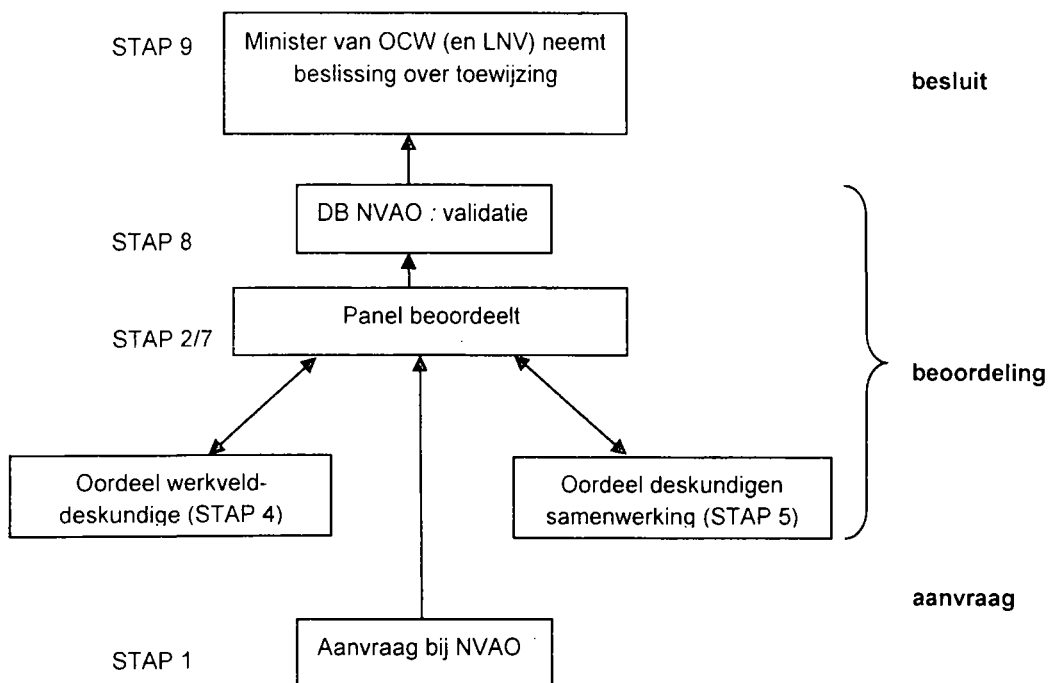 STAP 9
Minister van OCW (en LNV) neemt
beslissing over toewijzing
besluit
DB NVAO : validatie
STAP 8
Panel beoordeelt
STAP 2/7
beoordeling
Oordeel werkveld-
deskundige (STAP 4)
Oordeel deskundigen
samenwerking (STAP 5)
aanvraag
Aanvraag bij NVAO
STAP 1